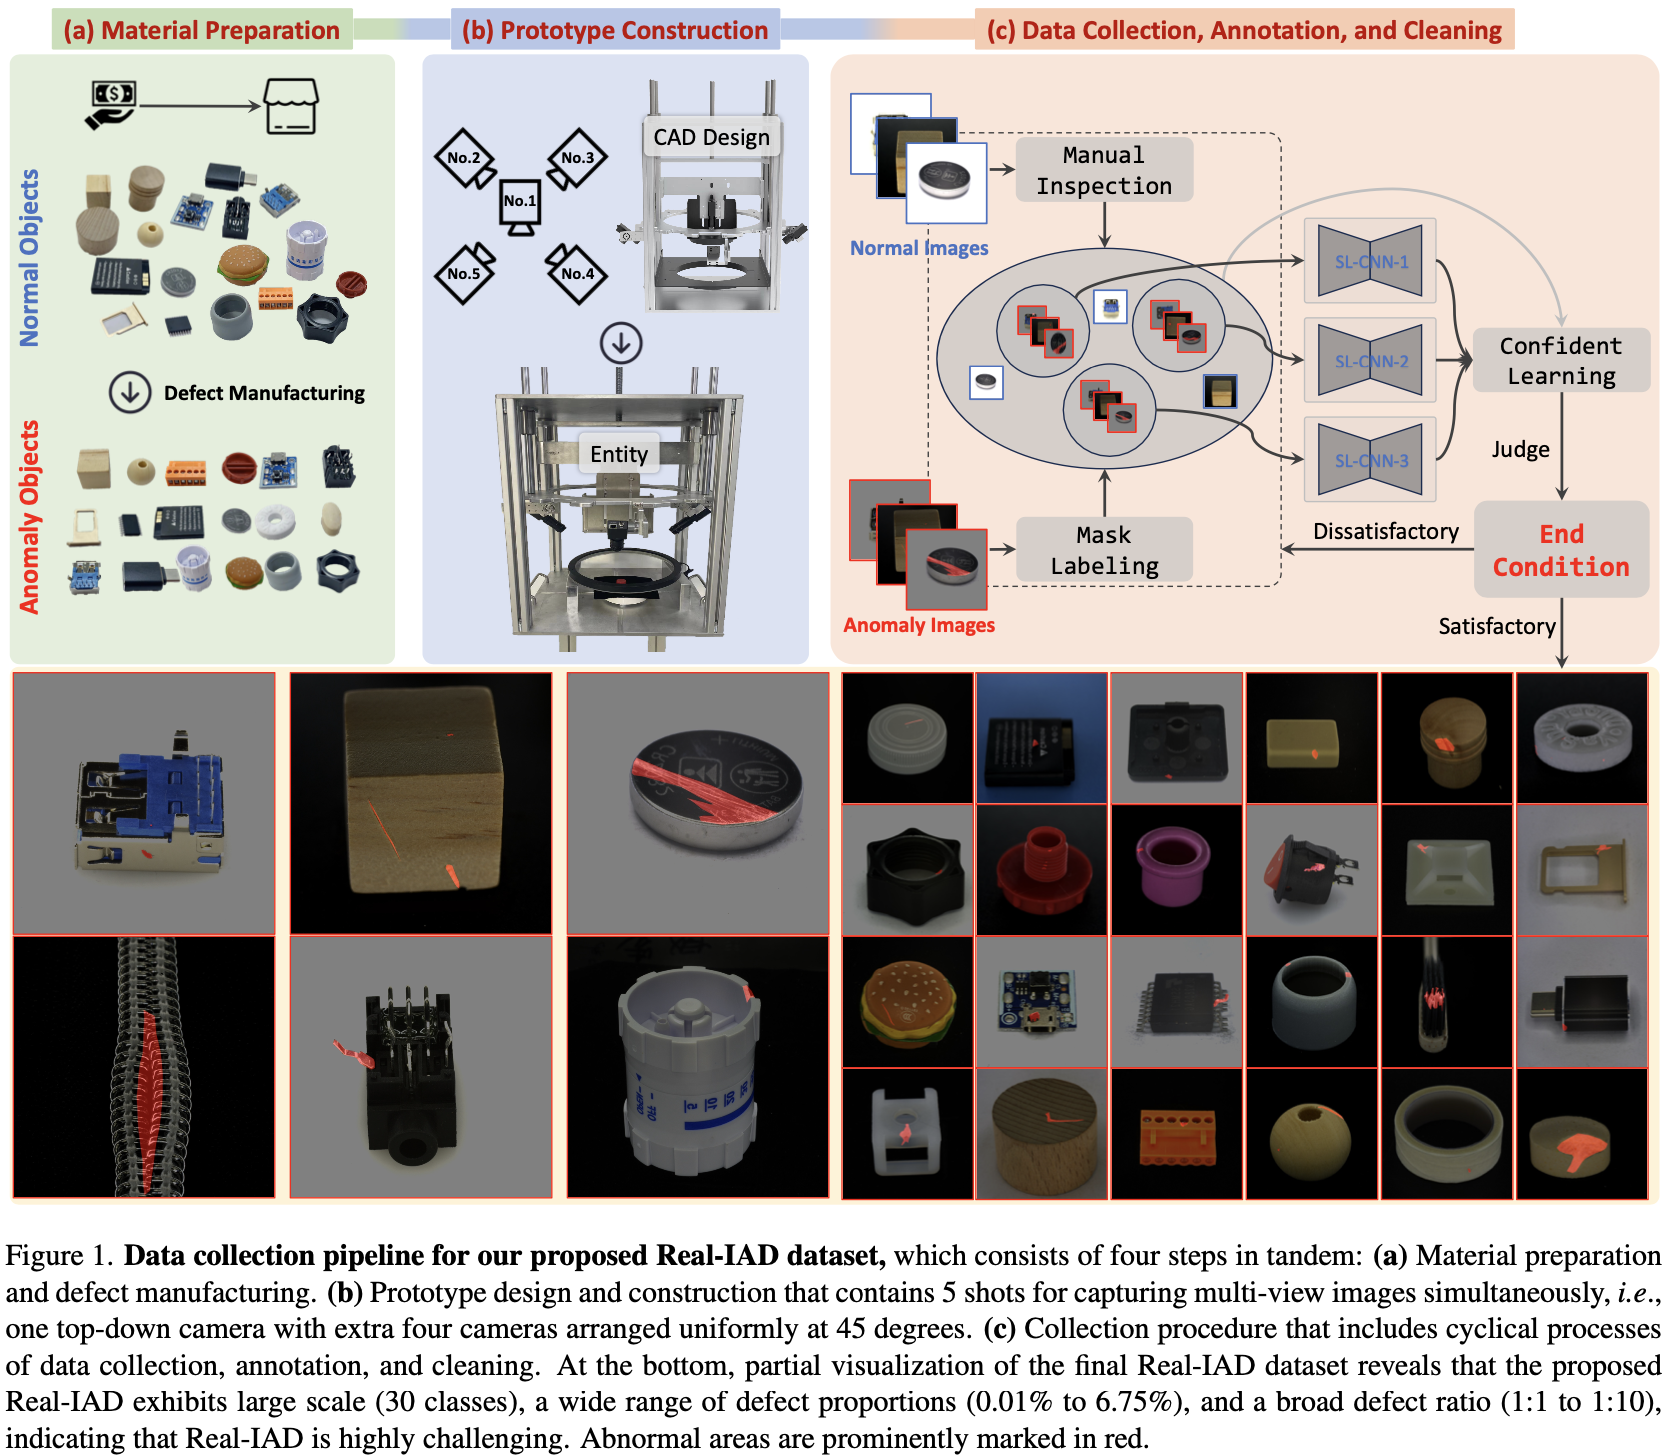 (a) Material Preparation
(b) Prototype Construction
(c) Data Collection, Annotation, and Cleaning
Normal Objects
Defect Manufacturing
Anomaly Objects
No.2
No.3
No.1
No.5
No.4
CAD Design
Entity
Normal Images
Manual
Inspection
SL-CNN-1
SL-CNN-2
SL-CNN-3
Confident
Learning
Judge
End
Condition
Dissatisfactory
Satisfactory
Mask
Labeling
Anomaly Images
Figure 1. Data collection pipeline for our proposed Real-IAD dataset, which consists of four steps in tandem: (a) Material preparation
and defect manufacturing. (b) Prototype design and construction that contains 5 shots for capturing multi-view images simultaneously, i.e.,
one top-down camera with extra four cameras arranged uniformly at 45 degrees. (c) Collection procedure that includes cyclical processes
of data collection, annotation, and cleaning. At the bottom, partial visualization of the final Real-IAD dataset reveals that the proposed
Real-IAD exhibits large scale (30 classes), a wide range of defect proportions (0.01% to 6.75%), and a broad defect ratio (1:1 to 1:10),
indicating that Real-IAD is highly challenging. Abnormal areas are prominently marked in red.